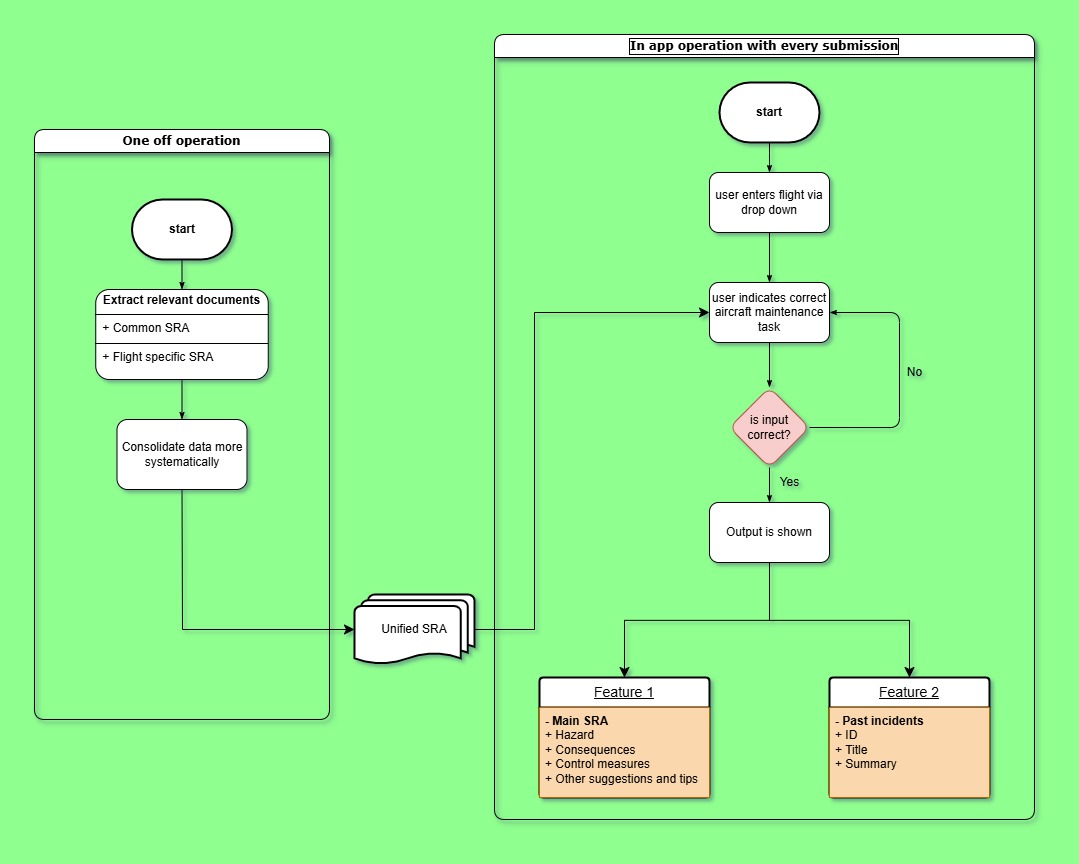 One off operation
start
Extract relevant documents
+ Common SRA
+ Flight specific SRA
Consolidate data more
systematically
Unified SRA
In app operation with every submission
start
user enters flight via
drop down
user indicates correct
aircraft maintenance
task
is input
correct?
No
Yes
Output is shown
Feature 1
- Main SRA
+ Hazard
+ Consequences
+ Control measures
+ Other suggestions and tips
Feature 2
- Past incidents
+ ID
+ Title
+ Summary